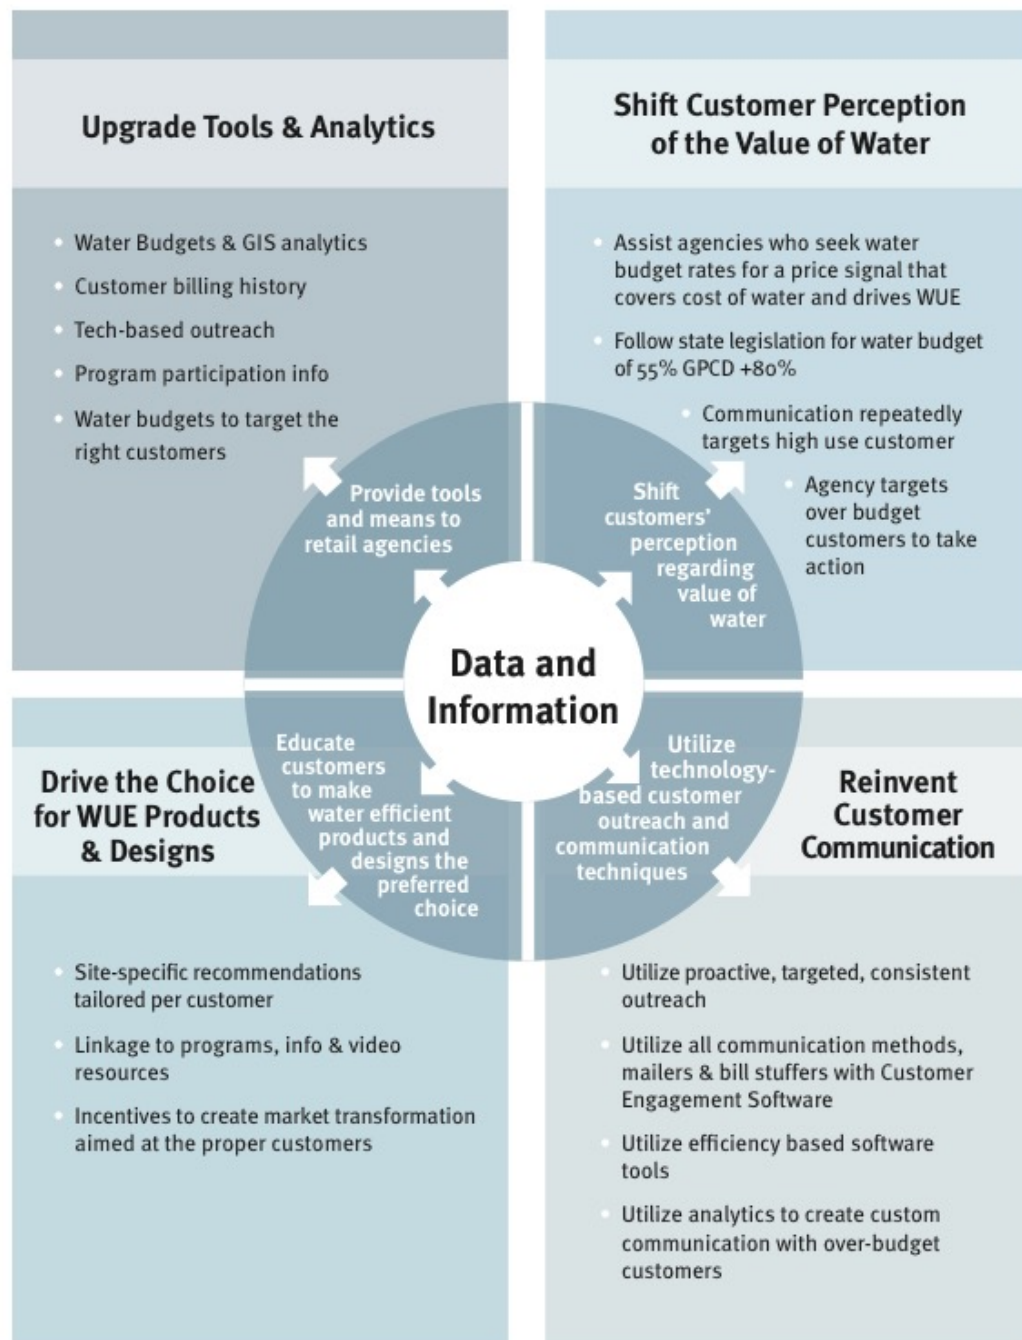 Upgrade Tools & Analytics
• Water Budgets & GIS analytics
• Customer billing history
• Tech-based outreach
• Program participation info
• Water budgets to target the
right customers
Provide tools
and means to
retail agencies
Shift Customer Perception
of the Value of Water
• Assist agencies who seek water
budget rates for a price signal that
covers cost of water and drives WUE
• Follow state legislation for water budget
of 55% GPCD +80%
• Communication repeatedly
targets high use customer
• Agency targets
over budget
customers to take
action
Shift
customers’
perception
regarding
value of
water
Data and
Information
Drive the Choice
for WUE Products
& Designs
Educate
customers
to make
water efficient
products and
designs the
preferred
choice
• Site-specific recommendations
tailored per customer
• Linkage to programs, info & video
resources
• Incentives to create market transformation
aimed at the proper customers
Utilize
technology-
based customer
outreach and
communication
techniques
Reinvent
Customer
Communication
• Utilize proactive, targeted, consistent
outreach
• Utilize all communication methods,
mailers & bill stuffers with Customer
Engagement Software
• Utilize efficiency based software
tools
• Utilize analytics to create custom
communication with over-budget
customers